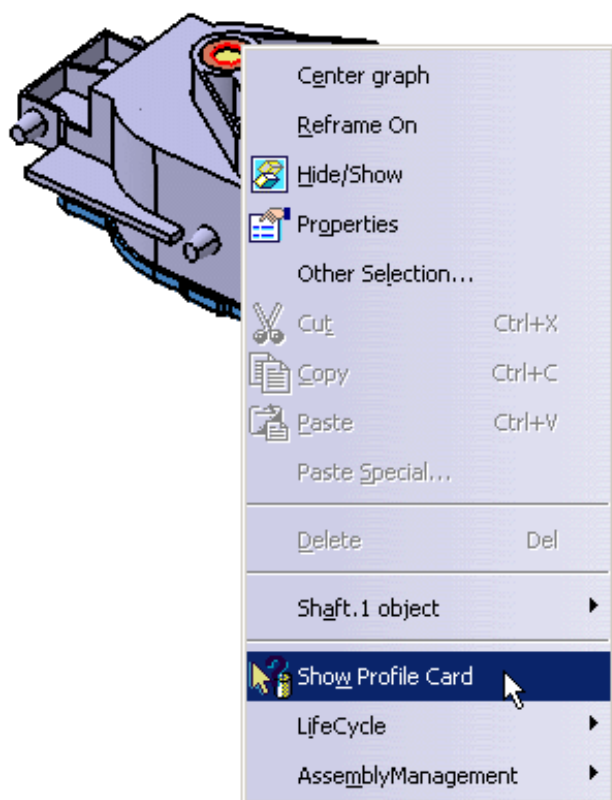 Center graph
Reframe On
Hide/Show
Properties
Other Selection...
Cut Ctrl+X
Copy Ctrl+C
Paste Ctrl+V
Paste Special...
Delete Del
Shaft.1 object
Show Profile Card
LifeCycle
AssemblyManagement